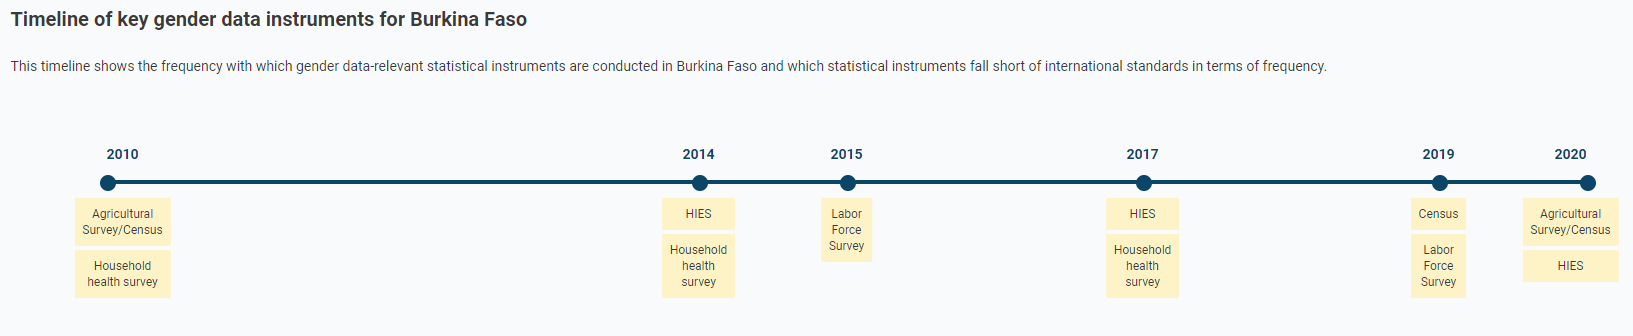 Timeline of key gender data instruments for Burkina Faso
This timeline shows the frequency with which gender data-relevant statistical instruments are conducted in Burkina Faso and which statistical instruments fall short of international standards in terms of frequency.
2010
Agricultural
Survey/Census
Household
health survey
2014
HIES
Household
health
survey
2015
Labor
Force
Survey
2017
HIES
Household
health
survey
2019
Census
Labor
Force
Survey
2020
Agricultural
Survey/Census
HIES